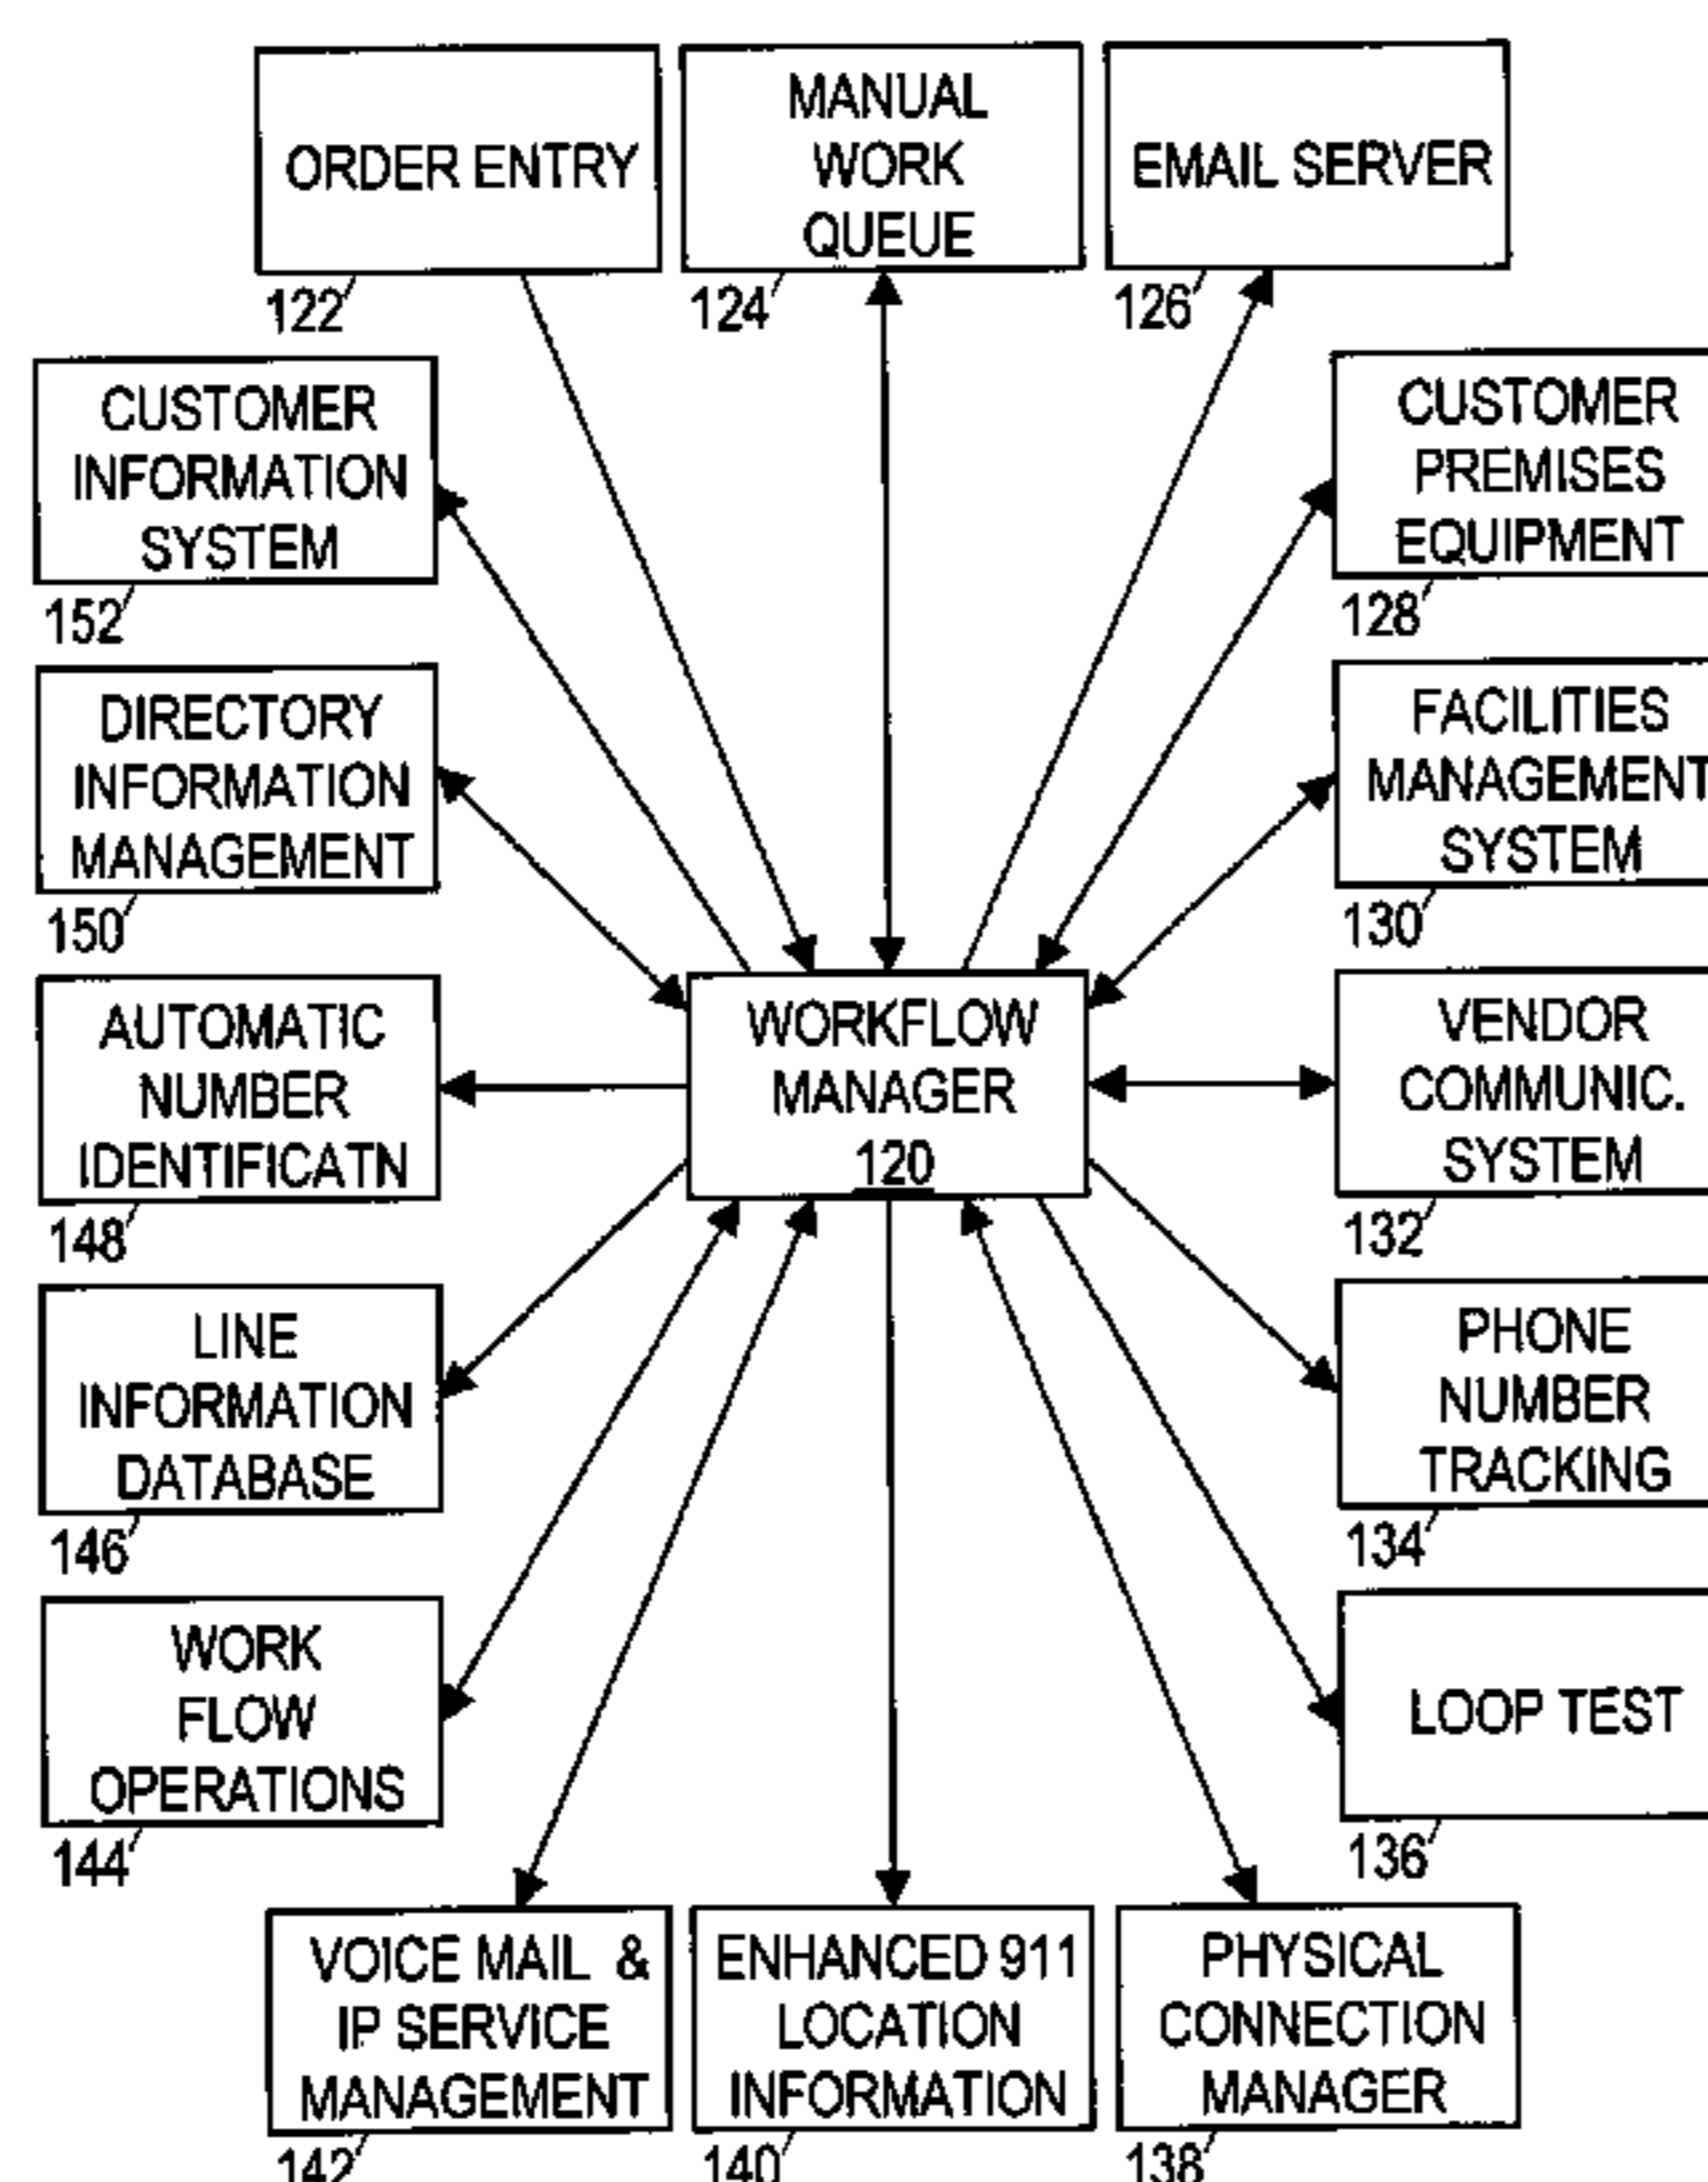 ORDER ENTRY
122
MANUAL
WORK
QUEUE
124
EMAIL SERVER
126
CUSTOMER
INFORMATION
SYSTEM
152
CUSTOMER
PREMISES
EQUIPMENT
128
DIRECTORY
INFORMATION
MANAGEMENT
150
FACILITIES
MANAGEMENT
SYSTEM
130
AUTOMATIC
NUMBER
IDENTIFICATN
148
WORKFLOW
MANAGER
120
VENDOR
COMMUNIC.
SYSTEM
132
LINE
INFORMATION
DATABASE
146
PHONE
NUMBER
TRACKING
134
WORK
FLOW
OPERATIONS
144
LOOP TEST
136
VOICE MAIL &
IP SERVICE
MANAGEMENT
142
ENHANCED 911
LOCATION
INFORMATION
140
PHYSICAL
CONNECTION
MANAGER
138